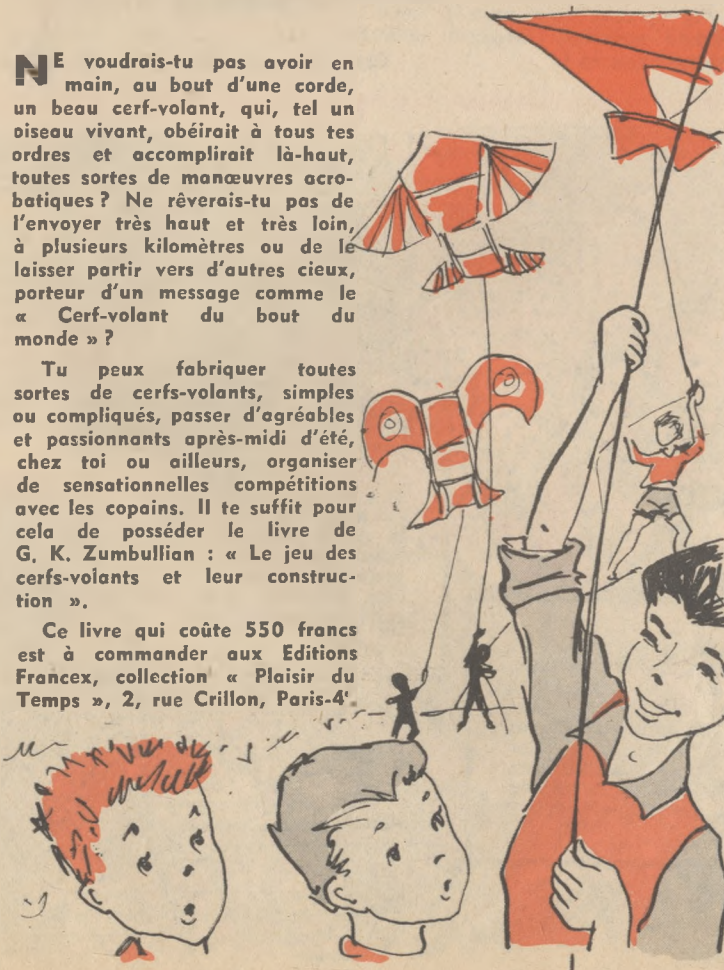 NE voudrais-tu pas avoir en
main, au bout d'une corde,
un beau cerf-volant, qui, tel un
oiseau vivant, obéirait à tous tes
ordres et accomplirait là-haut,
toutes sortes de manœuvres acro-
batiques ? Ne rêverais-tu pas de
l'envoyer très haut et très loin,
à plusieurs kilomètres ou de le
laisser partir vers d'autres cieux,
porteur d'un message comme le
« Cerf-volant du bout du
monde » ?
Tu peux fabriquer toutes
sortes de cerfs-volants, simples
ou compliqués, passer d'agréables
et passionnants après-midi d'été,
chez toi ou ailleurs, organiser
de sensationnelles compétitions
avec les copains. Il te suffit pour
cela de posséder le livre de
G. K. Zumbullian : « Le jeu des
cerfs-volants et leur construc-
tion ».
Ce livre qui coûte 550 francs
est à commander aux Editions
Francex, collection « Plaisir du
Temps », 2, rue Crillon, Paris-4'.